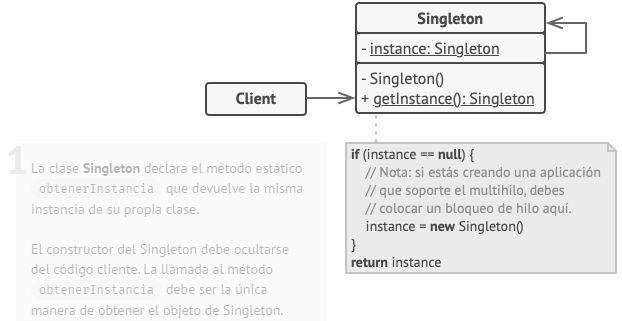 Singleton
- instance: Singleton
- Singleton()
+ getInstance(): Singleton
Client
1
La clase Singleton declara el método estático
obtenerInstancia que devuelve la misma
instancia de su propia clase.
El constructor del Singleton debe ocultarse
del código cliente. La llamada al método
obtenerInstancia debe ser la única
manera de obtener el objeto de Singleton.
if (instance == null) {
// Nota: si estás creando una aplicación
// que soporte el multihilo, debes
// colocar un bloqueo de hilo aquí.
instance = new Singleton()
}
return instance